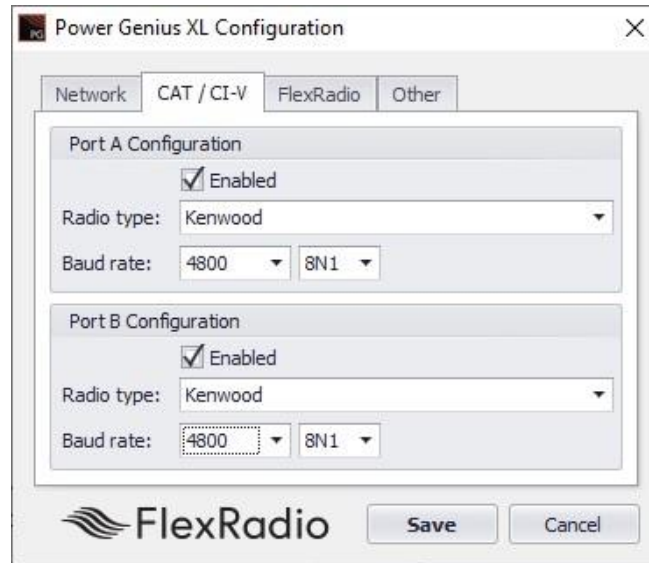 PG Power Genius XL Configuration
Network CAT / CI-V FlexRadio Other
Port A Configuration
Enabled
Radio type: Kenwood
Baud rate: 4800 8N1
Port B Configuration
Enabled
Radio type: Kenwood
Baud rate: 4800 8N1
FlexRadio Save Cancel